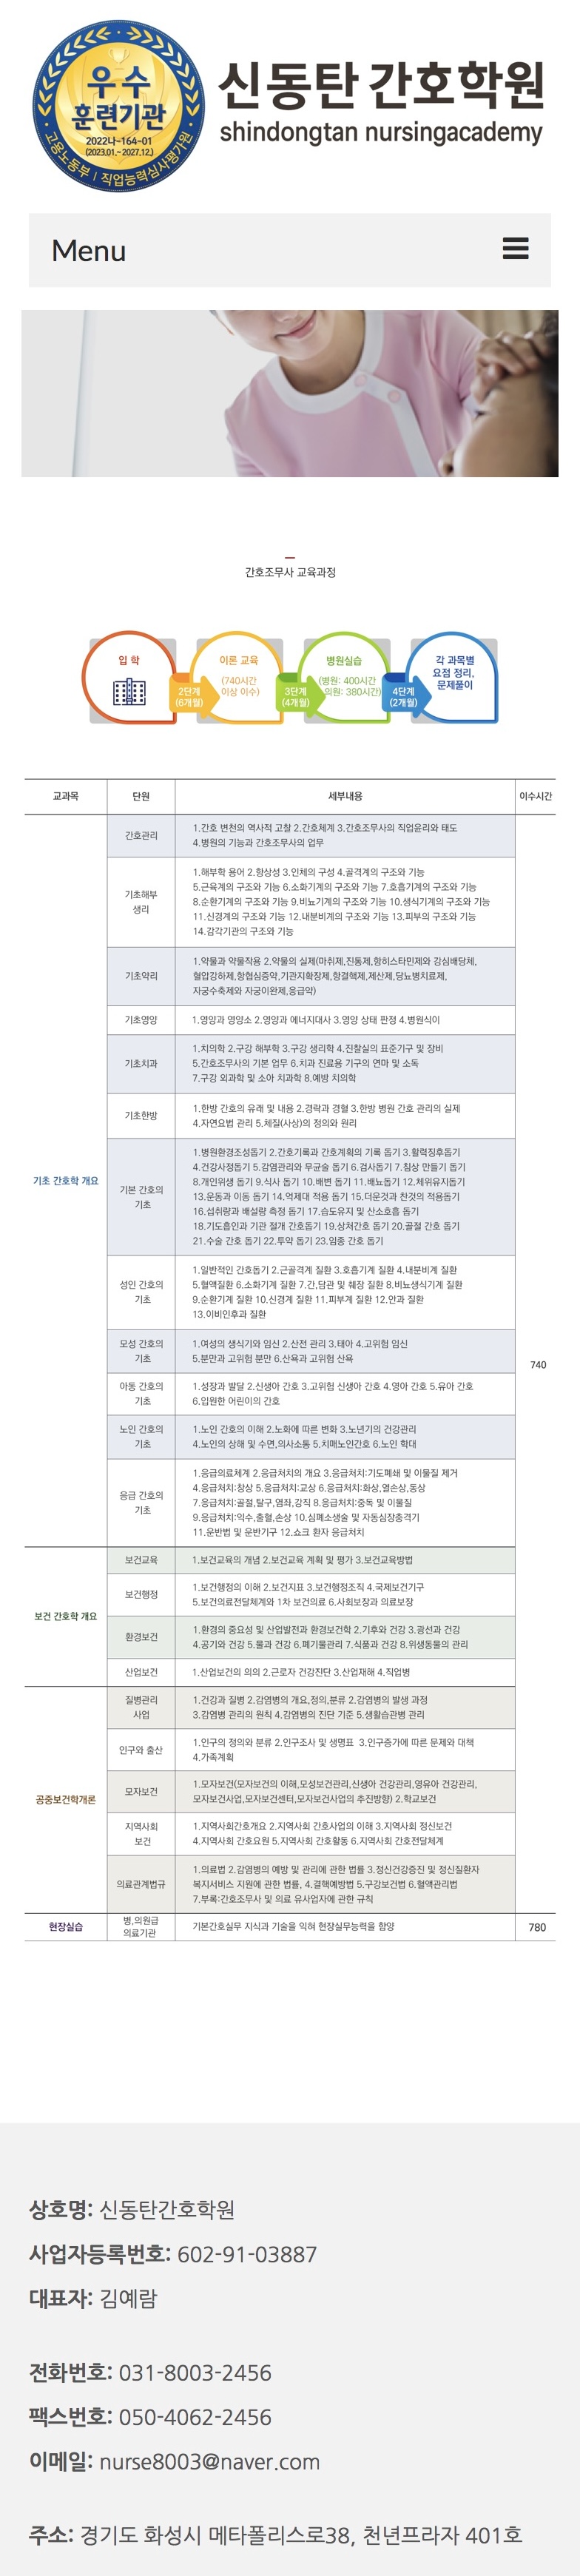 우수
훈련기관
2022나-164-01
(2023.01.~2027.12.)
고용노동부 | 직업능력심사평가원
신동탄 간호학원
shindongtan nursingacademy
Menu
간호조무사 교육과정
입 학
2단계
(6개월)
이론 교육
(740시간
이상 이수)
3단계
(4개월)
병원실습
(병원: 400시간
의원: 380시간)
4단계
(2개월)
각 과목별
요점 정리,
문제풀이
교과목 단원 세부내용 이수시간
기초 간호학 개요
간호관리
1.간호 변천의 역사적 고찰 2.간호체계 3.간호조무사의 직업윤리와 태도
4.병원의 기능과 간호조무사의 업무
기초해부
생리
1.해부학 용어 2.항상성 3.인체의 구성 4.골격계의 구조와 기능
5.근육계의 구조와 기능 6.소화기계의 구조와 기능 7.호흡기계의 구조와 기능
8.순환기계의 구조와 기능 9.비뇨기계의 구조와 기능 10.생식기계의 구조와 기능
11.신경계의 구조와 기능 12.내분비계의 구조와 기능 13.피부의 구조와 기능
14.감각기관의 구조와 기능
기초약리
1.약물과 약물작용 2.약물의 실제(마취제,진통제,항히스타민제와 강심배당체,
혈압강하제,항협심증약,기관지확장제,항결핵제,제산제,당뇨병치료제,
자궁수축제와 자궁이완제,응급약)
기초영양
1.영양과 영양소 2.영양과 에너지대사 3.영양 상태 판정 4.병원식이
기초치과
1.치의학 2.구강 해부학 3.구강 생리학 4.진찰실의 표준기구 및 장비
5.간호조무사의 기본 업무 6.치과 진료용 기구의 연마 및 소독
7.구강 외과학 및 소아 치과학 8.예방 치의학
기초한방
1.한방 간호의 유래 및 내용 2.경락과 경혈 3.한방 병원 간호 관리의 실제
4.자연요법 관리 5.체질(사상)의 정의와 원리
기본 간호의
기초
1.병원환경조성돕기 2.간호기록과 간호계획의 기록 돕기 3.활력징후돕기
4.건강사정돕기 5.감염관리와 무균술 돕기 6.검사돕기 7.침상 만들기 돕기
8.개인위생 돕기 9.식사 돕기 10.배변 돕기 11.배뇨돕기 12.체위유지돕기
13.운동과 이동 돕기 14.억제대 적용 돕기 15.더운것과 찬것의 적용돕기
16.섭취량과 배설량 측정 돕기 17.습도유지 및 산소호흡 돕기
18.기도흡인과 기관 절개 간호돕기 19.상처간호 돕기 20.골절 간호 돕기
21.수술 간호 돕기 22.투약 돕기 23.임종 간호 돕기
성인 간호의
기초
1.일반적인 간호돕기 2.근골격계 질환 3.호흡기계 질환 4.내분비계 질환
5.혈액질환 6.소화기계 질환 7.간,담관 및 췌장 질환 8.비뇨생식기계 질환
9.순환기계 질환 10.신경계 질환 11.피부계 질환 12.안과 질환
13.이비인후과 질환
모성 간호의
기초
1.여성의 생식기와 임신 2.산전 관리 3.태아 4.고위험 임신
5.분만과 고위험 분만 6.산욕과 고위험 산욕
740
아동 간호의
기초
1.성장과 발달 2.신생아 간호 3.고위험 신생아 간호 4.영아 간호 5.유아 간호
6.입원한 어린이의 간호
노인 간호의
기초
1.노인 간호의 이해 2.노화에 따른 변화 3.노년기의 건강관리
4.노인의 상해 및 수면,의사소통 5.치매노인간호 6.노인 학대
응급 간호의
기초
1.응급의료체계 2.응급처치의 개요 3.응급처치:기도폐쇄 및 이물질 제거
4.응급처치:창상 5.응급처치:교상 6.응급처치:화상,열손상,동상
7.응급처치:골절,탈구,염좌,강직 8.응급처치:중독 및 이물질
9.응급처치:익수,출혈,손상 10.심폐소생술 및 자동심장충격기
11.운반법 및 운반기구 12.쇼크 환자 응급처치
보건 간호학 개요
보건교육
1.보건교육의 개념 2.보건교육 계획 및 평가 3.보건교육방법
보건행정
1.보건행정의 이해 2.보건지표 3.보건행정조직 4.국제보건기구
5.보건의료전달체계와 1차 보건의료 6.사회보장과 의료보장
환경보건
1.환경의 중요성 및 산업발전과 환경보건학 2.기후와 건강 3.광선과 건강
4.공기와 건강 5.물과 건강 6.폐기물관리 7.식품과 건강 8.위생동물의 관리
산업보건
1.산업보건의 의의 2.근로자 건강진단 3.산업재해 4.직업병
공중보건학개론
질병관리
사업
1.건강과 질병 2.감염병의 개요,정의,분류 2.감염병의 발생 과정
3.감염병 관리의 원칙 4.감염병의 진단 기준 5.생활습관병 관리
인구와 출산
1.인구의 정의와 분류 2.인구조사 및 생명표 3.인구증가에 따른 문제와 대책
4.가족계획
모자보건
1.모자보건(모자보건의 이해,모성보건관리,신생아 건강관리,영유아 건강관리,
모자보건사업,모자보건센터,모자보건사업의 추진방향) 2.학교보건
지역사회
보건
1.지역사회간호개요 2.지역사회 간호사업의 이해 3.지역사회 정신보건
4.지역사회 간호요원 5.지역사회 간호활동 6.지역사회 간호전달체계
의료관계법규
1.의료법 2.감염병의 예방 및 관리에 관한 법률 3.정신건강증진 및 정신질환자
복지서비스 지원에 관한 법률, 4.결핵예방법 5.구강보건법 6.혈액관리법
7.부록:간호조무사 및 의료 유사업자에 관한 규칙
현장실습
병,의원급
의료기관
기본간호실무 지식과 기술을 익혀 현장실무능력을 함양
780
상호명: 신동탄간호학원
사업자등록번호: 602-91-03887
대표자: 김예람
전화번호: 031-8003-2456
팩스번호: 050-4062-2456
이메일: nurse8003@naver.com
주소: 경기도 화성시 메타폴리스로38, 천년프라자 401호